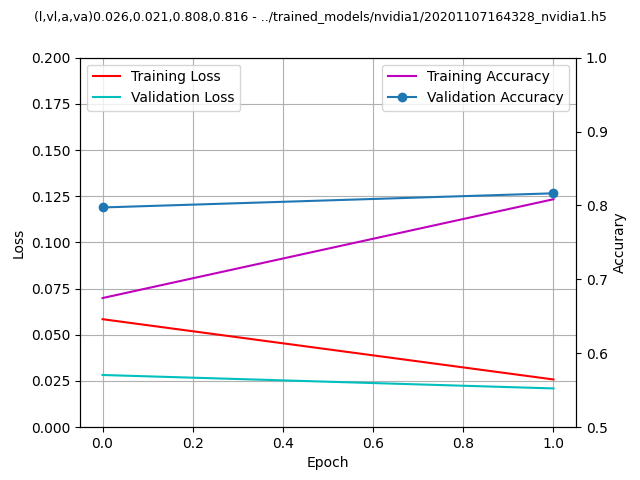 (l,vl,a,va)0.026,0.021,0.808,0.816 - ../trained_models/nvidia1/20201107164328_nvidia1.h5
Training Loss
Validation Loss
Training Accuracy
Validation Accuracy
0.200
0.175
0.150
0.125
0.100
0.075
0.050
0.025
0.000
Loss
1.0
0.9
0.8
0.7
0.6
0.5
Accurary
0.0 0.2 0.4 0.6 0.8 1.0
Epoch